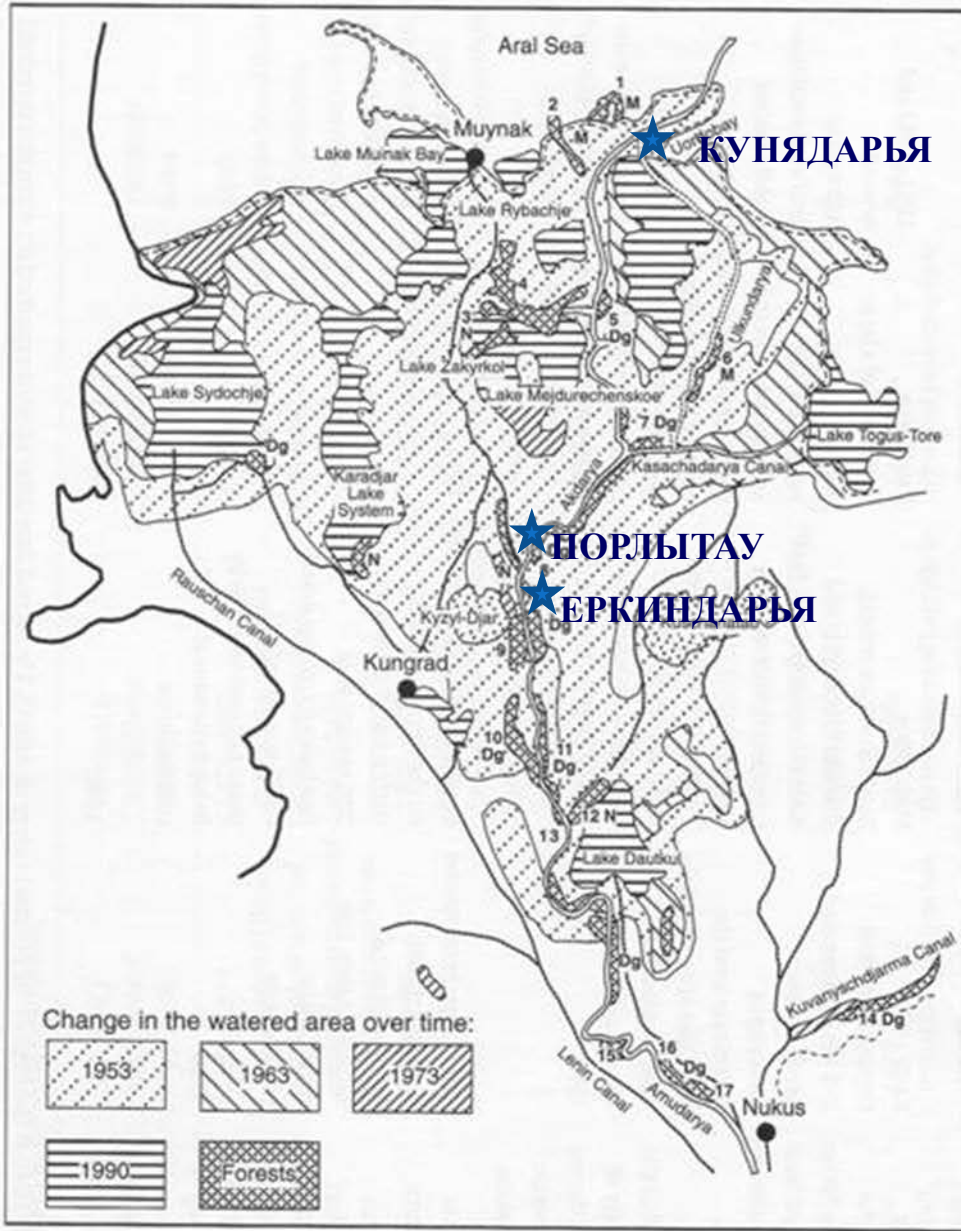 Aral Sea
1
M
2
M
Muynak
КУНЯДАРЬЯ
Lake Muinak Bay
Lake Rybachje
4
3
N
5
Dg
Ulkundarya
6
M
Lake Zakyrkol
Lake Sydochje
Lake Mejdurechenskoe
7 Dg
Lake Togus-Tore
Dg
Akdarya
Kasachadarya Canal
Karadjar
Lake
System
N
ПОРЛЫТАУ
ЕРКИНДАРЬЯ
Rauschan Canal
Kyzyl-Djar
Dg
9
Kungrad
10
Dg
11
Dg
12 N
13
Lake Dautkul
Dg
Kuvanyschdjarma Canal
14 Dg
Change in the watered area over time:
1953
1963
1973
15
16
Dg
17
Lenin Canal
Amudarya
Nukus
1990
Forests